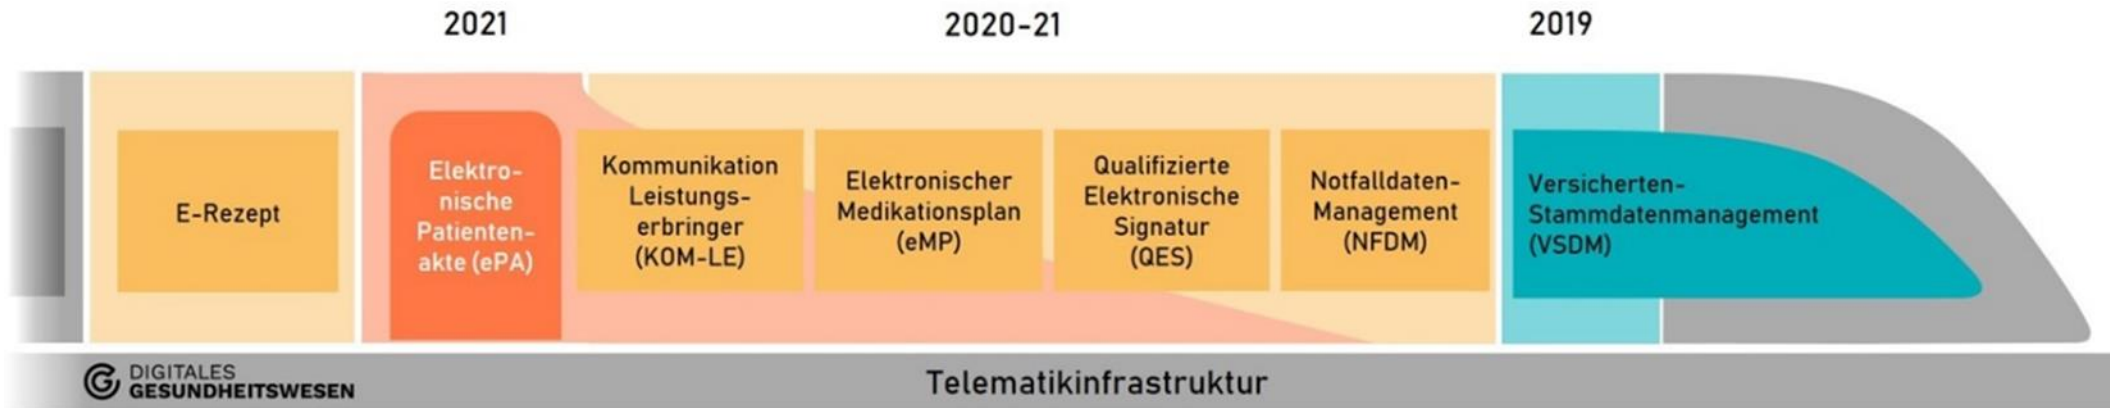 2021
2020-21
2019
E-Rezept
Elektro-
nische
Patienten-
akte (ePA)
Kommunikation
Leistungs-
erbringer
(KOM-LE)
Elektronischer
Medikationsplan
(eMP)
Qualifizierte
Elektronische
Signatur
(QES)
Notfalldaten-
Management
(NFDM)
Versicherten-
Stammdatenmanagement
(VSDM)
DIGITALES
GESUNDHEITSWESEN
Telematikinfrastruktur